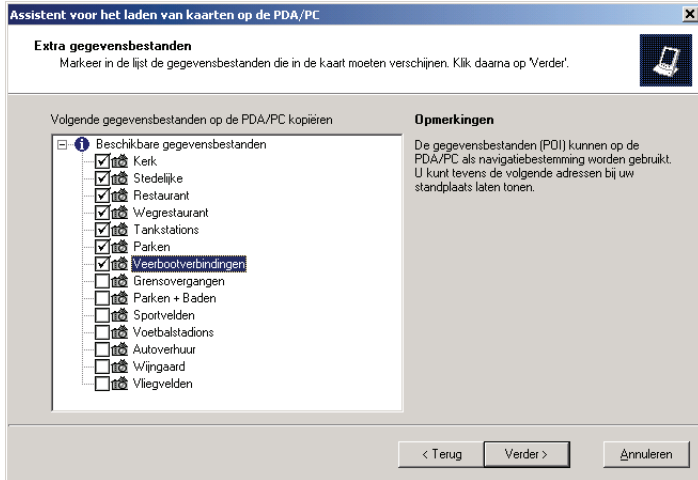 Assistent voor het laden van kaarten op de PDA/PC
Extra gegevensbestanden
Markeer in de lijst de gegevensbestanden die in de kaart moeten verschijnen. Klik daarna op 'Verder'.
Volgende gegevensbestanden op de PDA/PC kopiëren
Beschikbare gegevensbestanden
Kerk
Stedelijke
Restaurant
Wegrestaurant
Tankstations
Parken
Veerbootverbindingen
Grensovergangen
Parken + Baden
Sportvelden
Voetbalstadions
Autoverhuur
Wijngaard
Vliegvelden
Opmerkingen
De gegevensbestanden (POI) kunnen op de
PDA/PC als navigatiebestemming worden gebruikt.
U kunt tevens de volgende adressen bij uw
standplaats laten tonen.
< Terug
Verder >
Annuleren